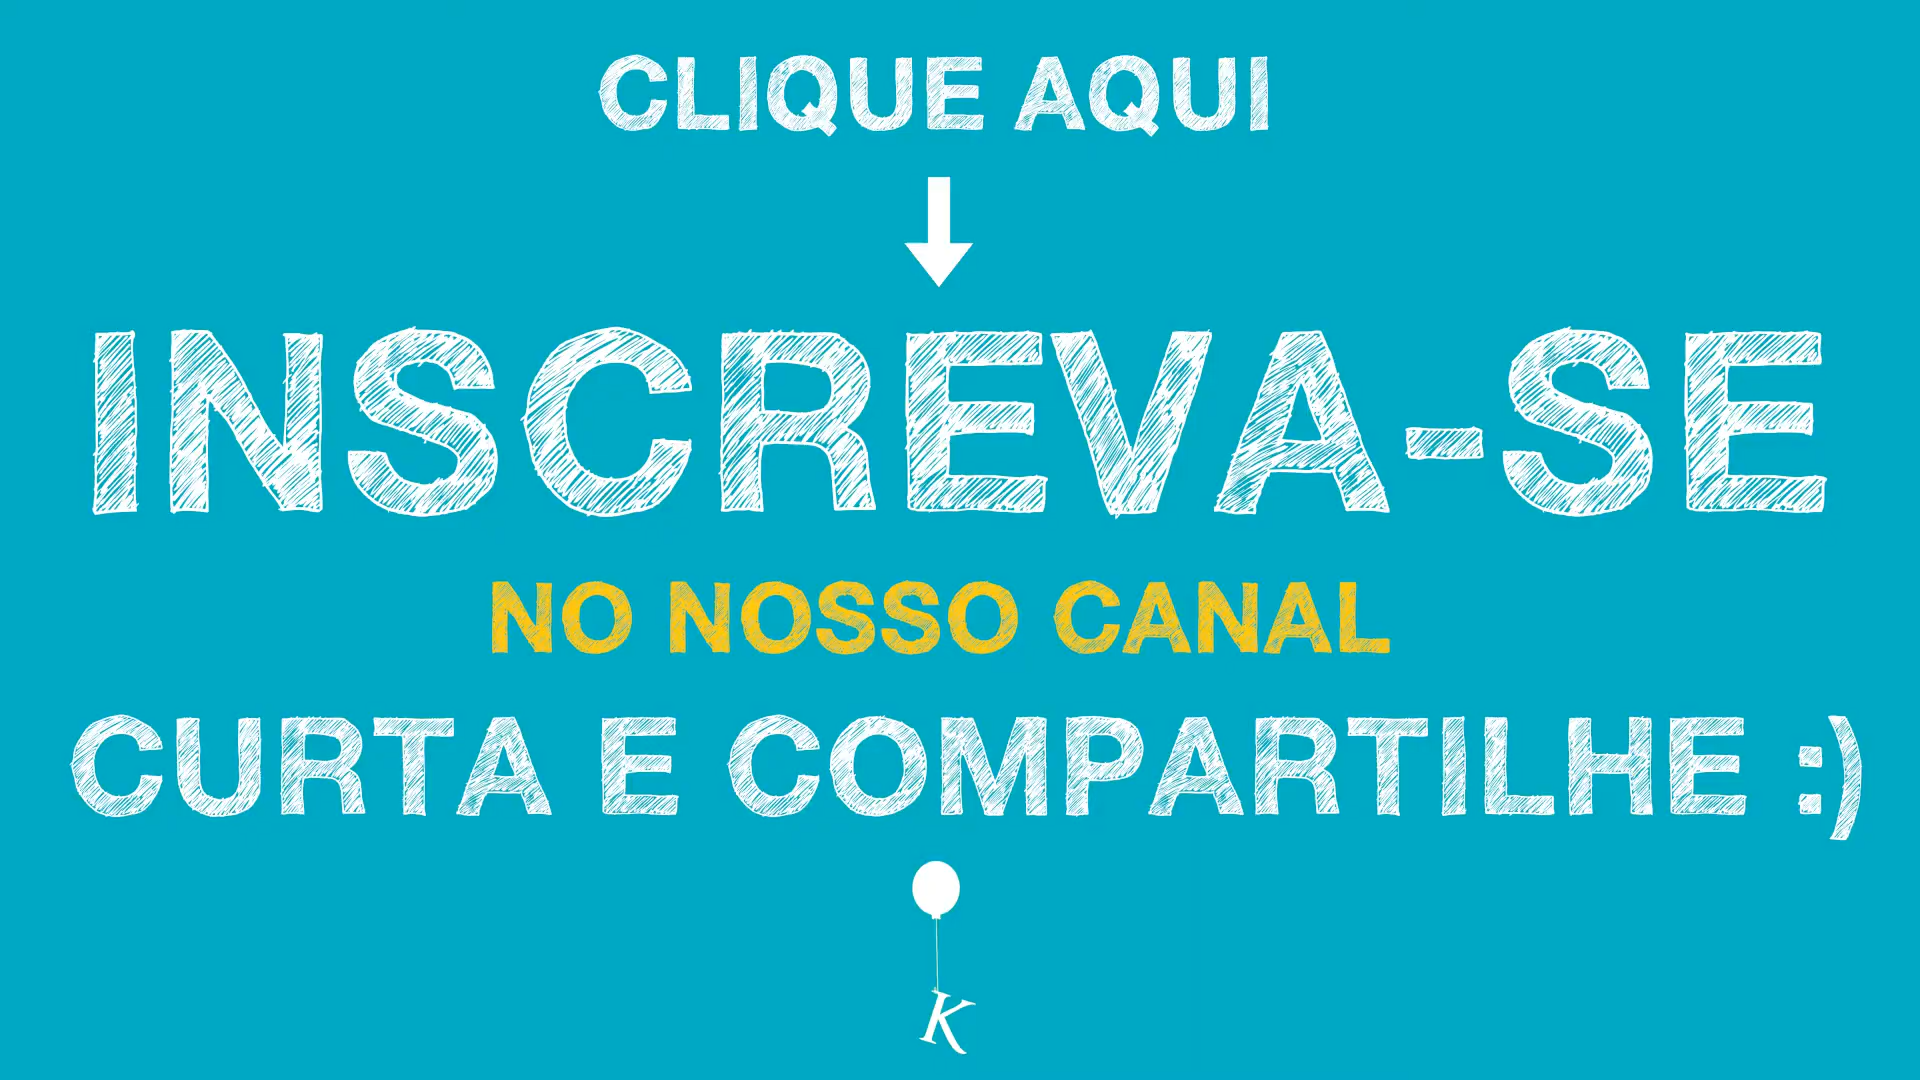 CLIQUE AQUI
INSCREVA-SE
NO NOSSO CANAL
CURTA E COMPARTILHE :)
K